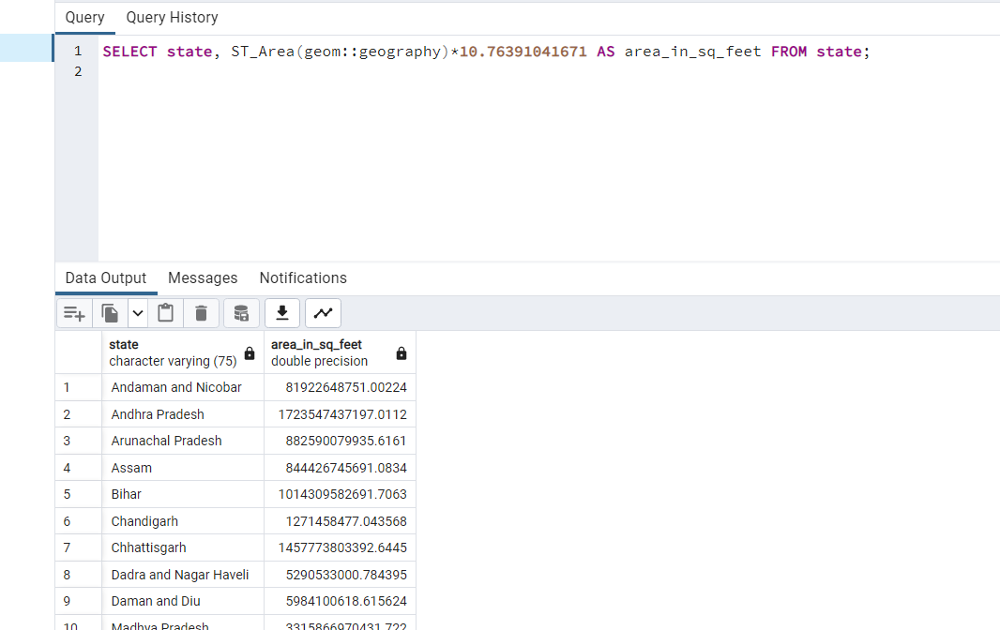 Query Query History
1 SELECT state, ST_Area(geom::geography)*10.76391041671 AS area_in_sq_feet FROM state;
2
Data Output Messages Notifications
state area_in_sq_feet
character varying (75) double precision
1 Andaman and Nicobar 81922648751.00224
2 Andhra Pradesh 1723547437197.0112
3 Arunachal Pradesh 882590079935.6161
4 Assam 844426745691.0834
5 Bihar 1014309582691.7063
6 Chandigarh 1271458477.043568
7 Chhattisgarh 1457773803392.6445
8 Dadra and Nagar Haveli 5290533000.784395
9 Daman and Diu 5984100618.615624
10 Madhya Pradesh 3315866970431.722